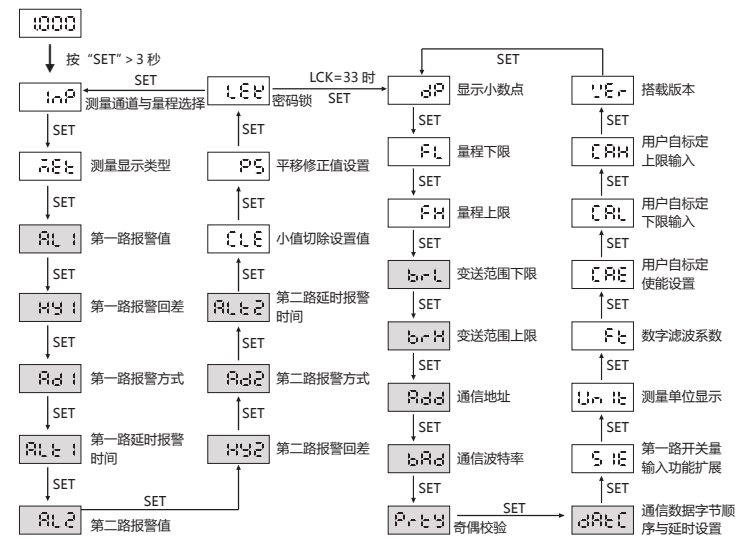 1.000
按 “SET” > 3 秒
InP
测量通道与量程选择
SET
MEt
测量显示类型
SET
AL1
第一路报警值
SET
HY1
第一路报警回差
SET
Ad1
第一路报警方式
SET
ALt1
第一路延时报警
时间
SET
AL2
第二路报警值
SET
HY2
第二路报警回差
SET
Ad2
第二路报警方式
SET
ALt2
第二路延时报警
时间
SET
CLE
小值切除设置值
SET
PS
平移修正值设置
SET
LCK
密码锁
SET
SET
LCK=33 时
SET
dP
显示小数点
SET
FL
量程下限
SET
FH
量程上限
SET
brL
变送范围下限
SET
brH
变送范围上限
SET
Add
通信地址
SET
bAd
通信波特率
SET
PrtY
奇偶校验
SET
dAtC
通信数据字节顺
序与延时设置
SET
SIE
第一路开关量
输入功能扩展
SET
UnIt
测量单位显示
SET
Ft
数字滤波系数
SET
CAE
用户自标定
使能设置
SET
CAL
用户自标定
下限输入
SET
CAH
用户自标定
上限输入
SET
VEr
搭载版本
SET